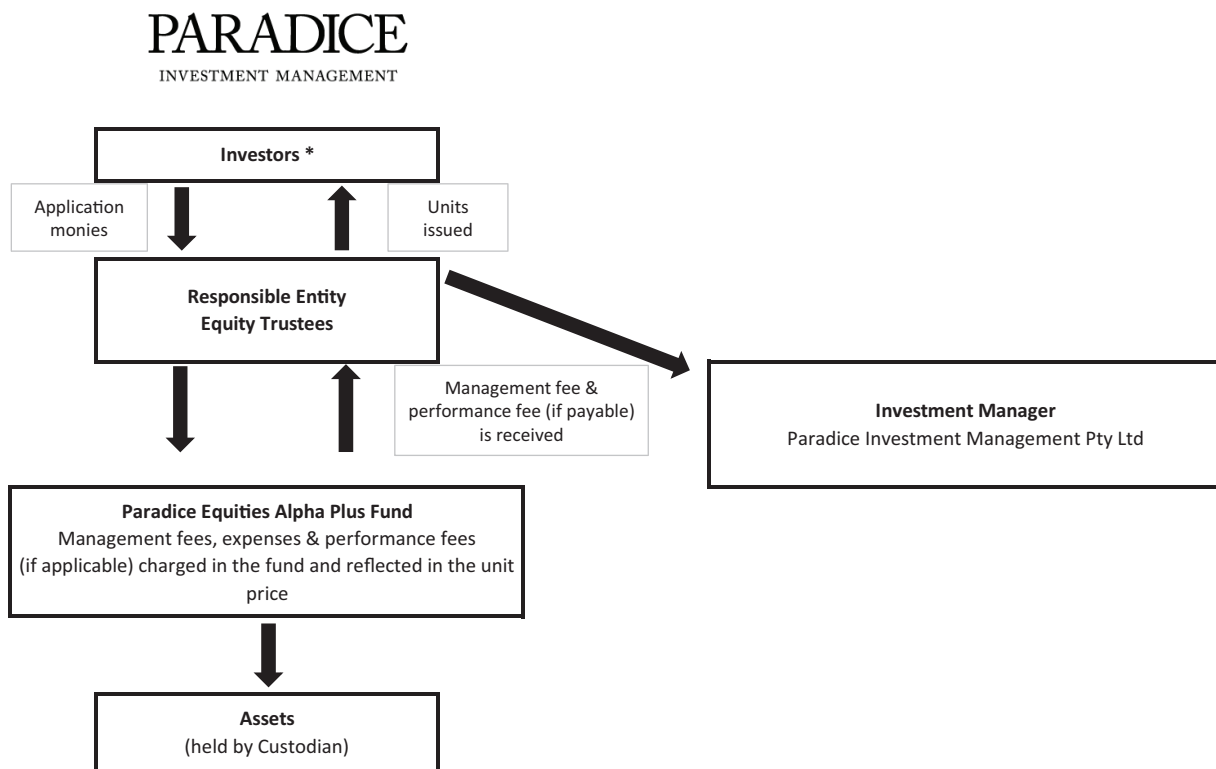 PARADICE
INVESTMENT MANAGEMENT
Investors *
Application
monies
Units
issued
Responsible Entity
Equity Trustees
Management fee &
performance fee (if payable)
is received
Investment Manager
Paradice Investment Management Pty Ltd
Paradice Equities Alpha Plus Fund
Management fees, expenses & performance fees
(if applicable) charged in the fund and reflected in the unit
price
Assets
(held by Custodian)